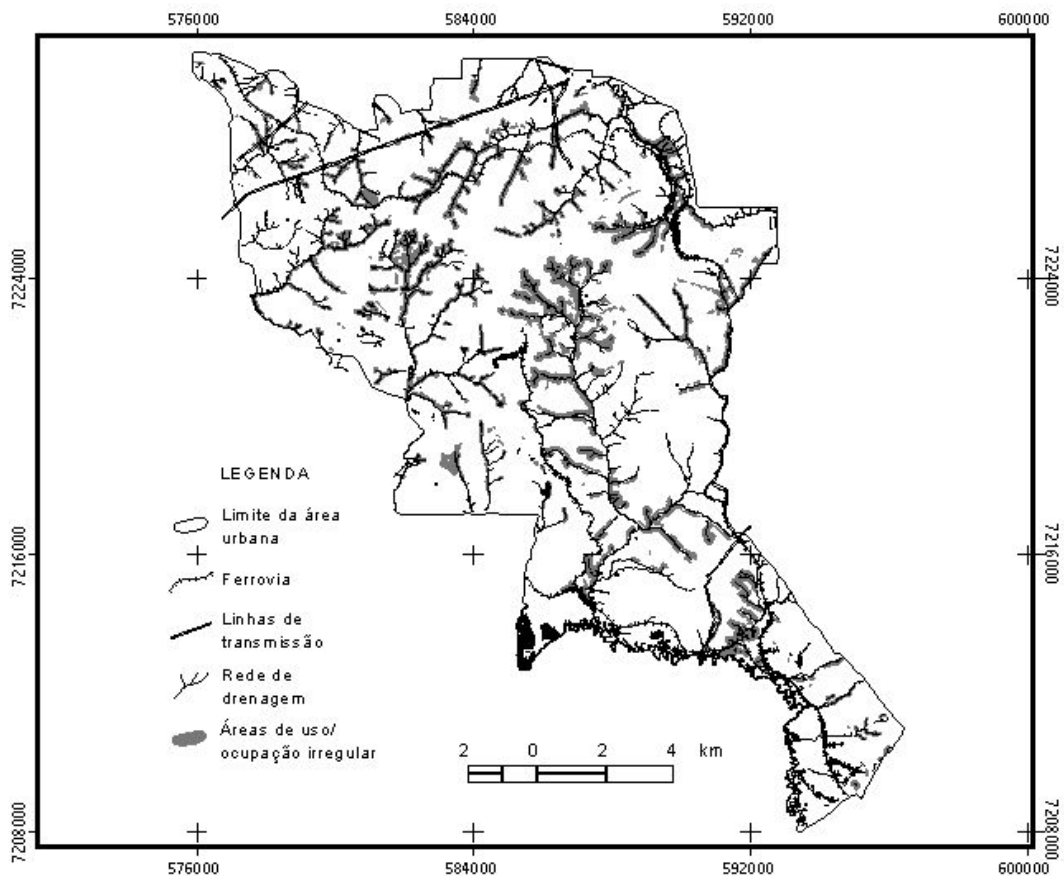 576000
584000
592000
600000
7224000
7224000
LEGENDA
Limite da área
urbana
Ferrovia
Linhas de
transmissão
Rede de
drenagem
Áreas de uso/
ocupação irregular
2 0 2 4 km
7216000
7216000
7208000
7208000
576000
584000
592000
600000